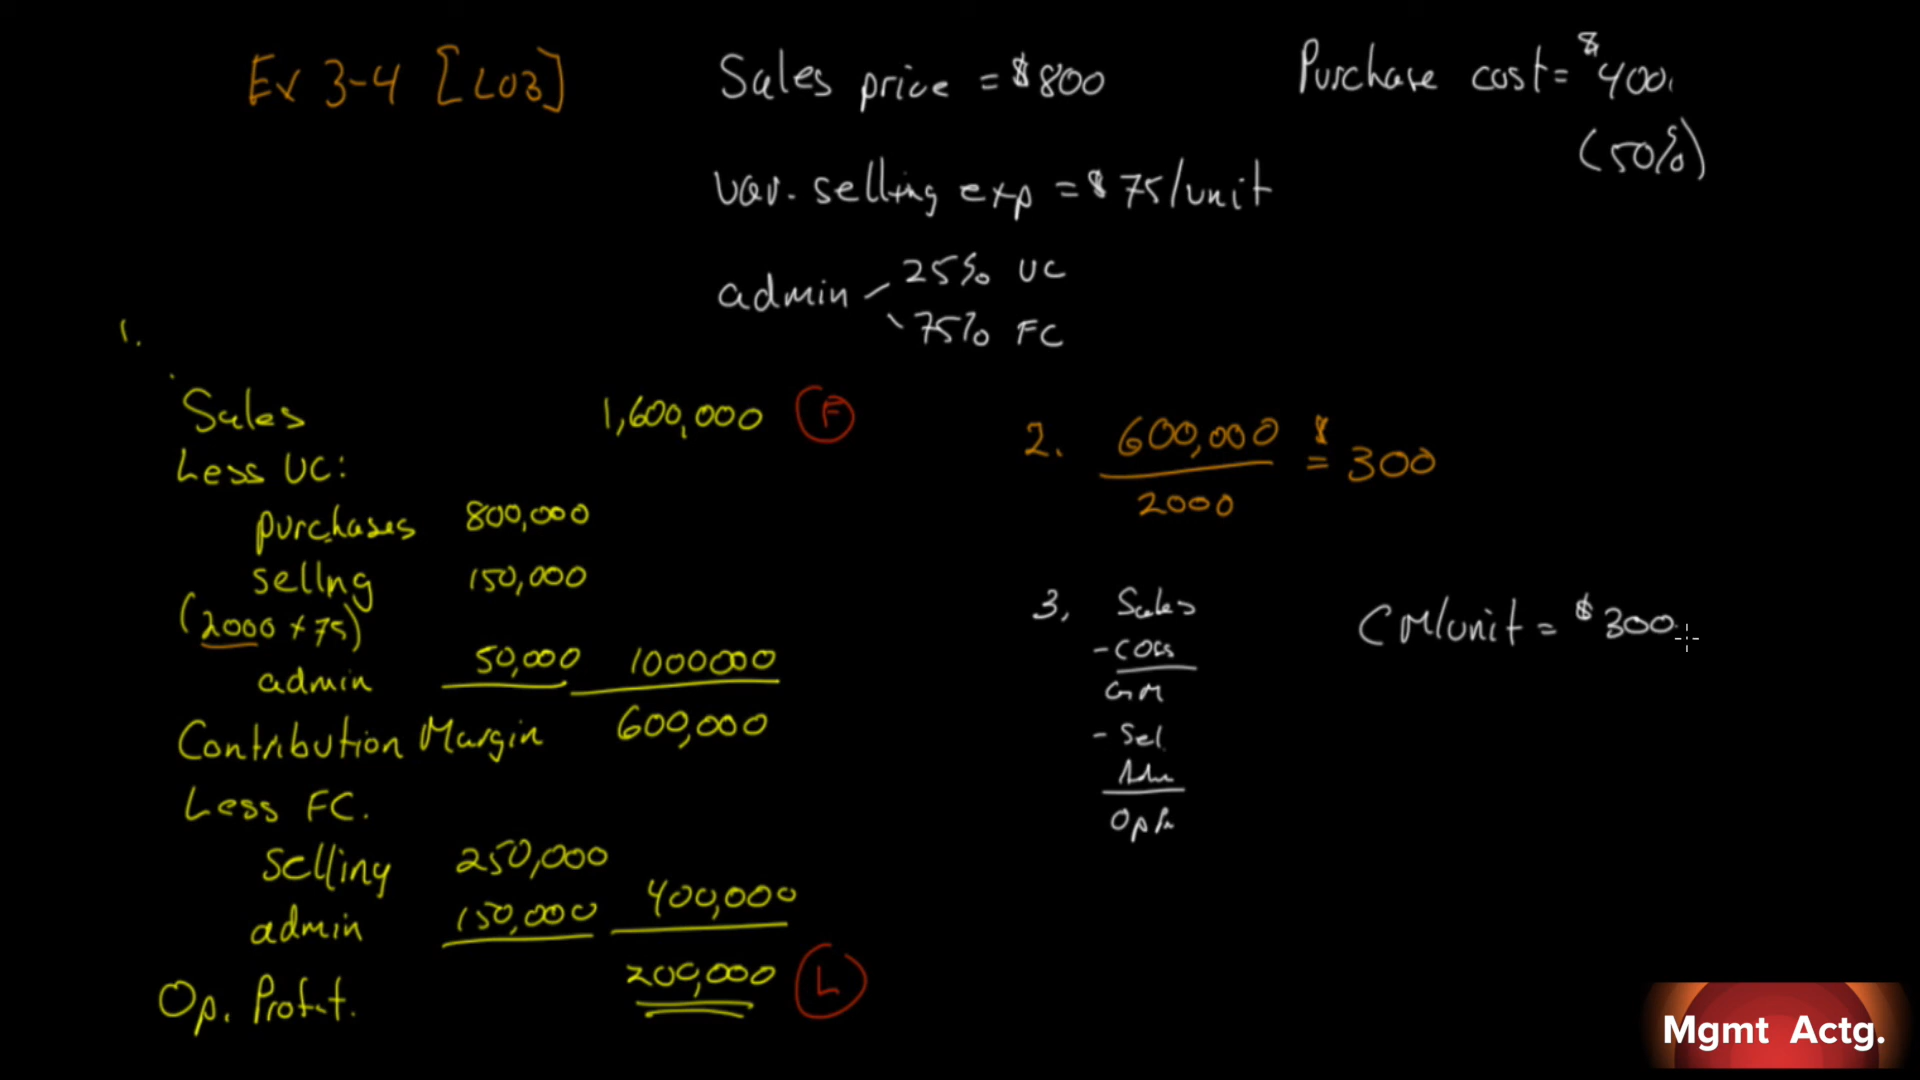 Ex 3-4 [LO3]
Sales price = $800
Purchase cost = $400
(50%)
var. selling exp = $75/unit
admin
25% VC
75% FC
1.
Sales 1,600,000 F
Less VC:
purchases 800,000
sellng 150,000
(2000 x 75)
admin 50,000 1000000
Contribution Margin 600,000
Less FC.
Selling 250,000
admin 150,000 400,000
Op. Profit. 200,000 L
2. 600,000 = $300
2000
3, Sales
- COGS
GM
- Sel
Adm
Op Pr
CM/unit = $300
Mgmt Actg.